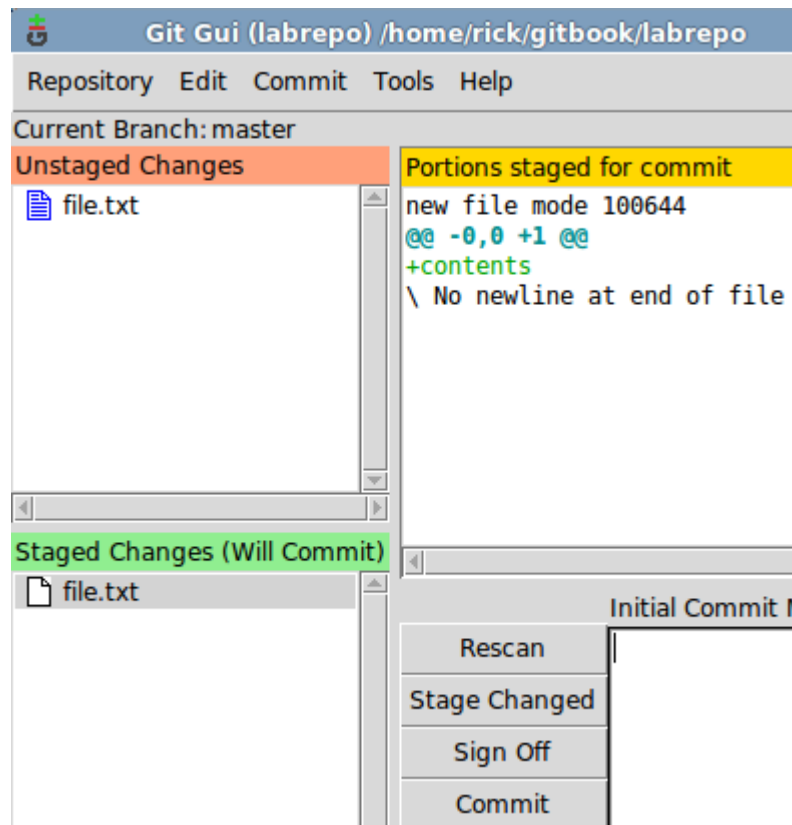 Git Gui (labrepo) /home/rick/gitbook/labrepo
Repository Edit Commit Tools Help
Current Branch: master
Unstaged Changes
file.txt
Portions staged for commit
new file mode 100644
@@ -0,0 +1 @@
+contents
\ No newline at end of file
Staged Changes (Will Commit)
file.txt
Initial Commit
Rescan
Stage Changed
Sign Off
Commit